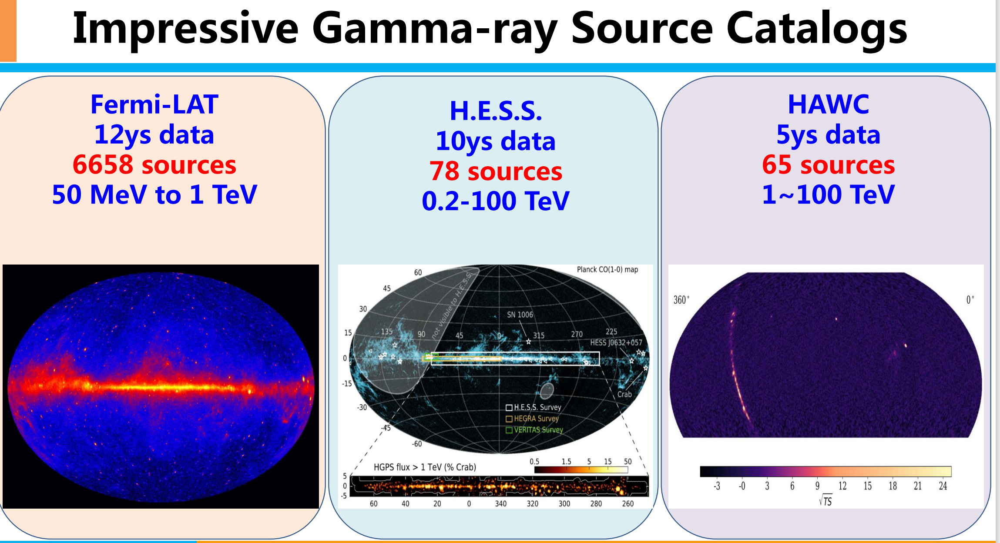 Impressive Gamma-ray Source Catalogs
Fermi-LAT
12ys data
6658 sources
50 MeV to 1 TeV
H.E.S.S.
10ys data
78 sources
0.2-100 TeV
Planck CO(1-0) map
60
45
30
15
0
-15
-30
-45
-60
not visible to H.E.S.S.
135
90
45
0
315
270
225
SN 1006
HESS J0632+057
Crab
H.E.S.S. Survey
HEGRA Survey
VERITAS Survey
HGPS flux > 1 TeV (% Crab)
0.5 1.5 5 15 50
5
0
-5
60 40 20 0 340 320 300 280 260
HAWC
5ys data
65 sources
1~100 TeV
360° 0°
-3 -0 3 6 9 12 15 18 21 24
√TS